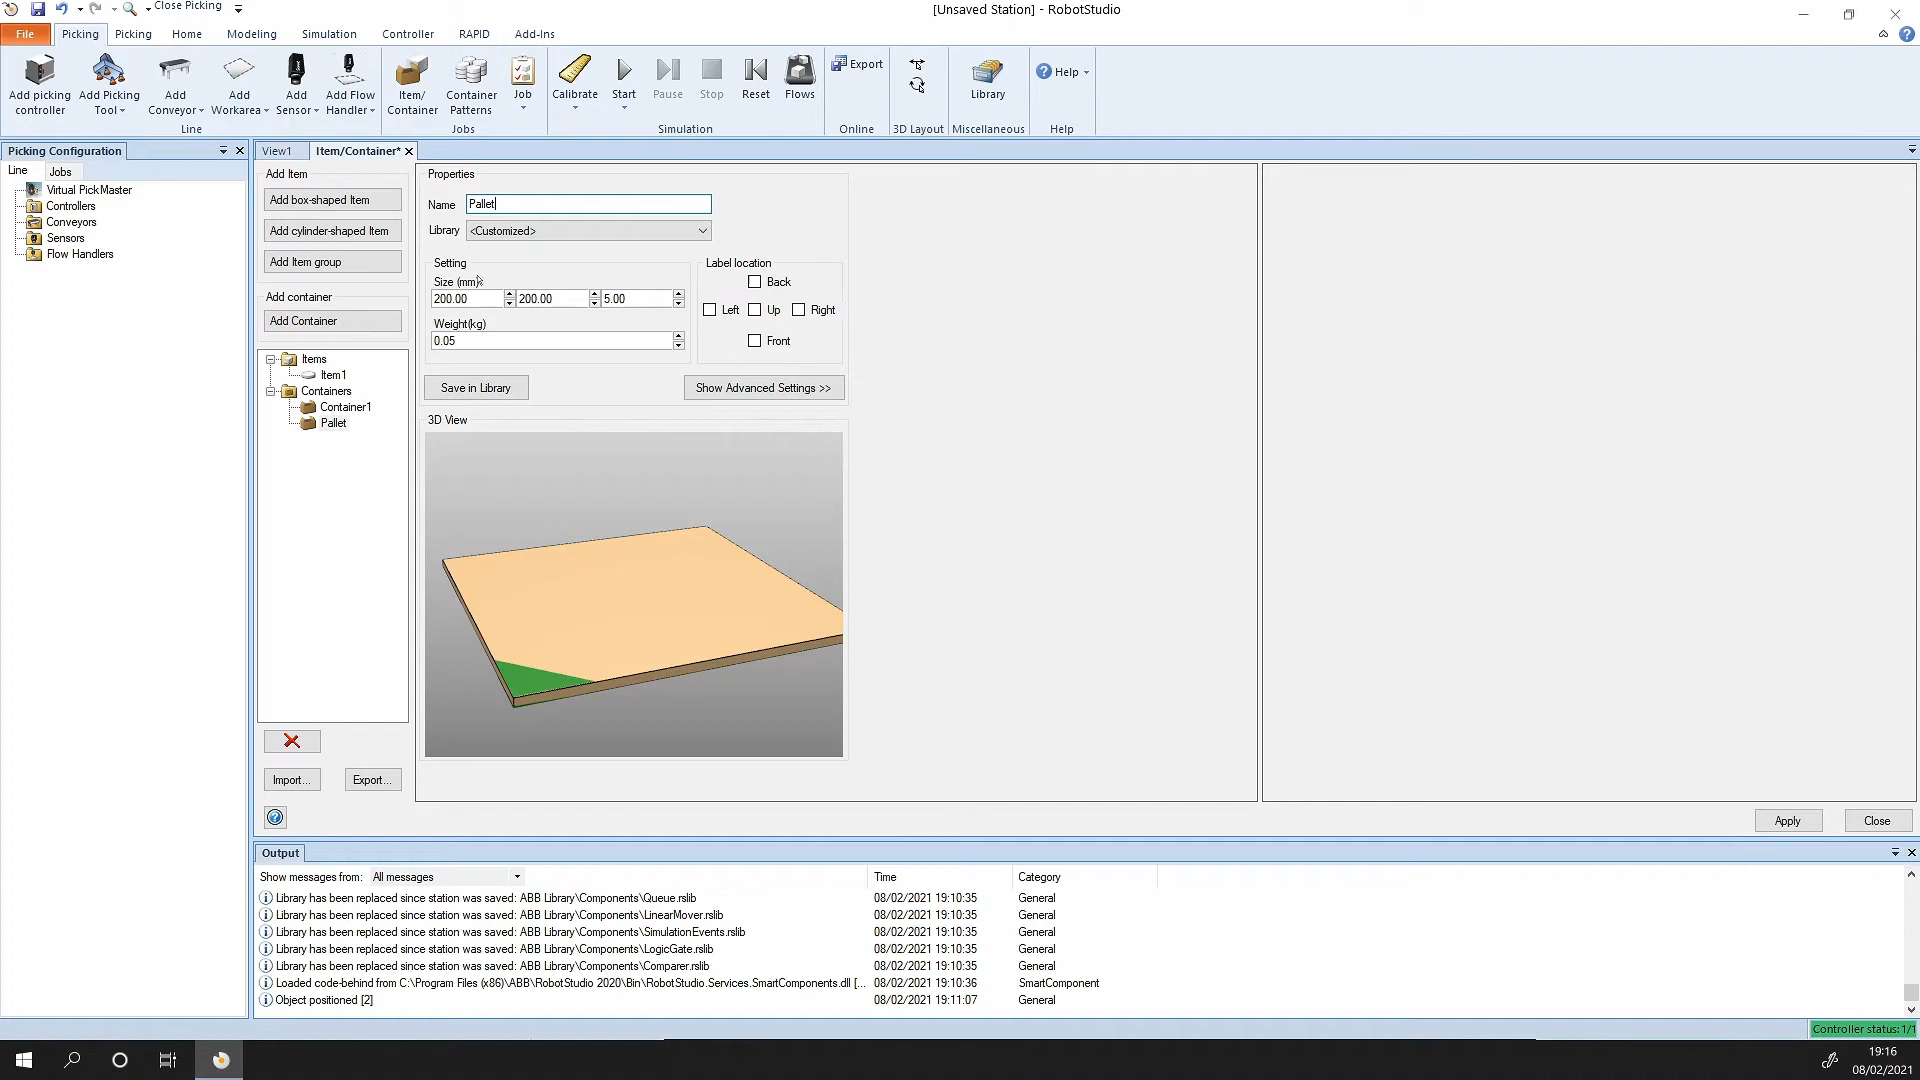 Close Picking
[Unsaved Station] - RobotStudio
File Picking Picking Home Modeling Simulation Controller RAPID Add-Ins
Add picking controller
Add Picking Tool
Add Conveyor
Add Workarea
Add Sensor
Add Flow Handler
Item/ Container
Container Patterns
Job
Calibrate
Start
Pause
Stop
Reset
Flows
Export
Library
Help
Line
Jobs
Simulation
Online
3D Layout
Miscellaneous
Help
Picking Configuration
Line Jobs
Virtual PickMaster
Controllers
Conveyors
Sensors
Flow Handlers
View1 Item/Container*
Add Item
Add box-shaped Item
Add cylinder-shaped Item
Add Item group
Add container
Add Container
Items
Item1
Containers
Container1
Pallet
Import...
Export...
Properties
Name Pallet
Library <Customized>
Setting
Size (mm)
200.00 200.00 5.00
Weight(kg)
0.05
Label location
Back
Left Up Right
Front
Save in Library
Show Advanced Settings >>
3D View
Apply
Close
Output
Show messages from: All messages Time Category
Library has been replaced since station was saved: ABB Library\Components\Queue.rslib 08/02/2021 19:10:35 General
Library has been replaced since station was saved: ABB Library\Components\LinearMover.rslib 08/02/2021 19:10:35 General
Library has been replaced since station was saved: ABB Library\Components\SimulationEvents.rslib 08/02/2021 19:10:35 General
Library has been replaced since station was saved: ABB Library\Components\LogicGate.rslib 08/02/2021 19:10:35 General
Library has been replaced since station was saved: ABB Library\Components\Comparer.rslib 08/02/2021 19:10:35 General
Loaded code-behind from C:\Program Files (x86)\ABB\RobotStudio 2020\Bin\RobotStudio.Services.SmartComponents.dll [... 08/02/2021 19:10:36 SmartComponent
Object positioned [2] 08/02/2021 19:11:07 General
Controller status: 1/1
19:16
08/02/2021